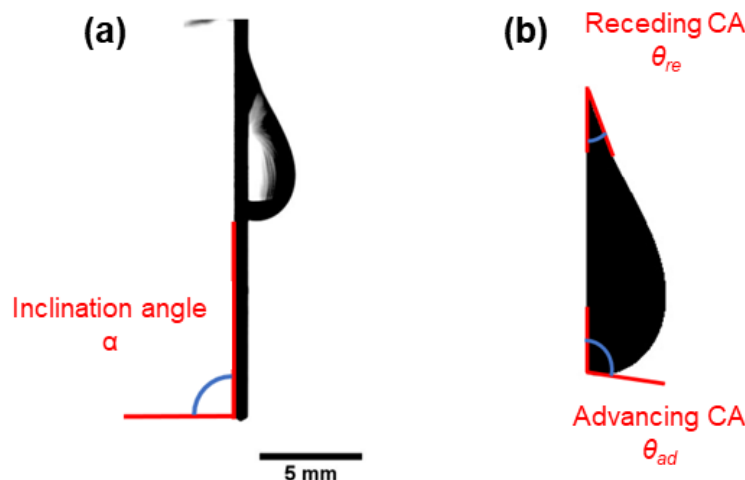 (a)
(b)
Receding CA
θre
Inclination angle
α
5 mm
Advancing CA
θad